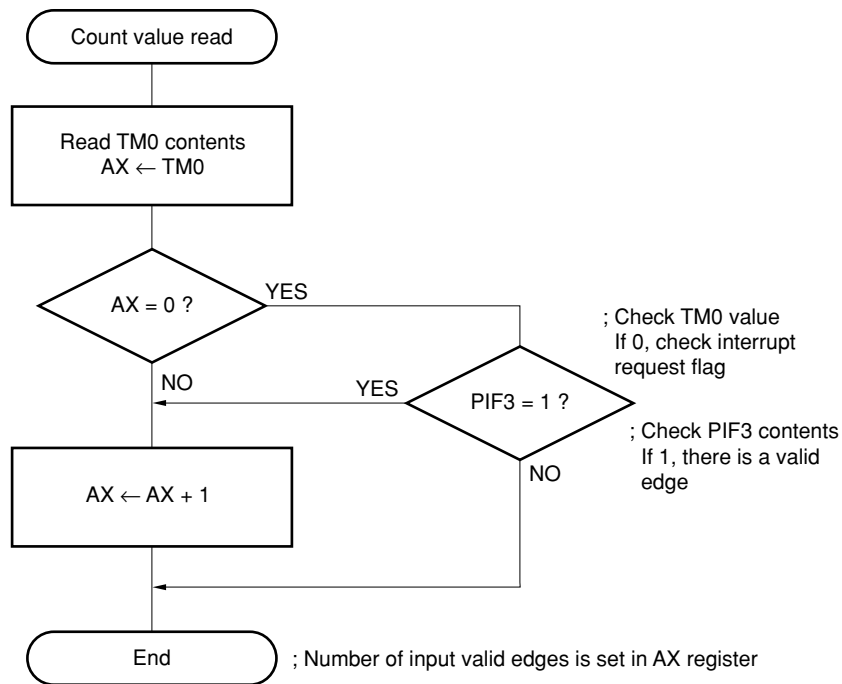 Count value read
Read TM0 contents
AX ← TM0
AX = 0 ?
YES
; Check TM0 value
If 0, check interrupt
request flag
NO
YES
PIF3 = 1 ?
; Check PIF3 contents
If 1, there is a valid
edge
NO
AX ← AX + 1
End
; Number of input valid edges is set in AX register